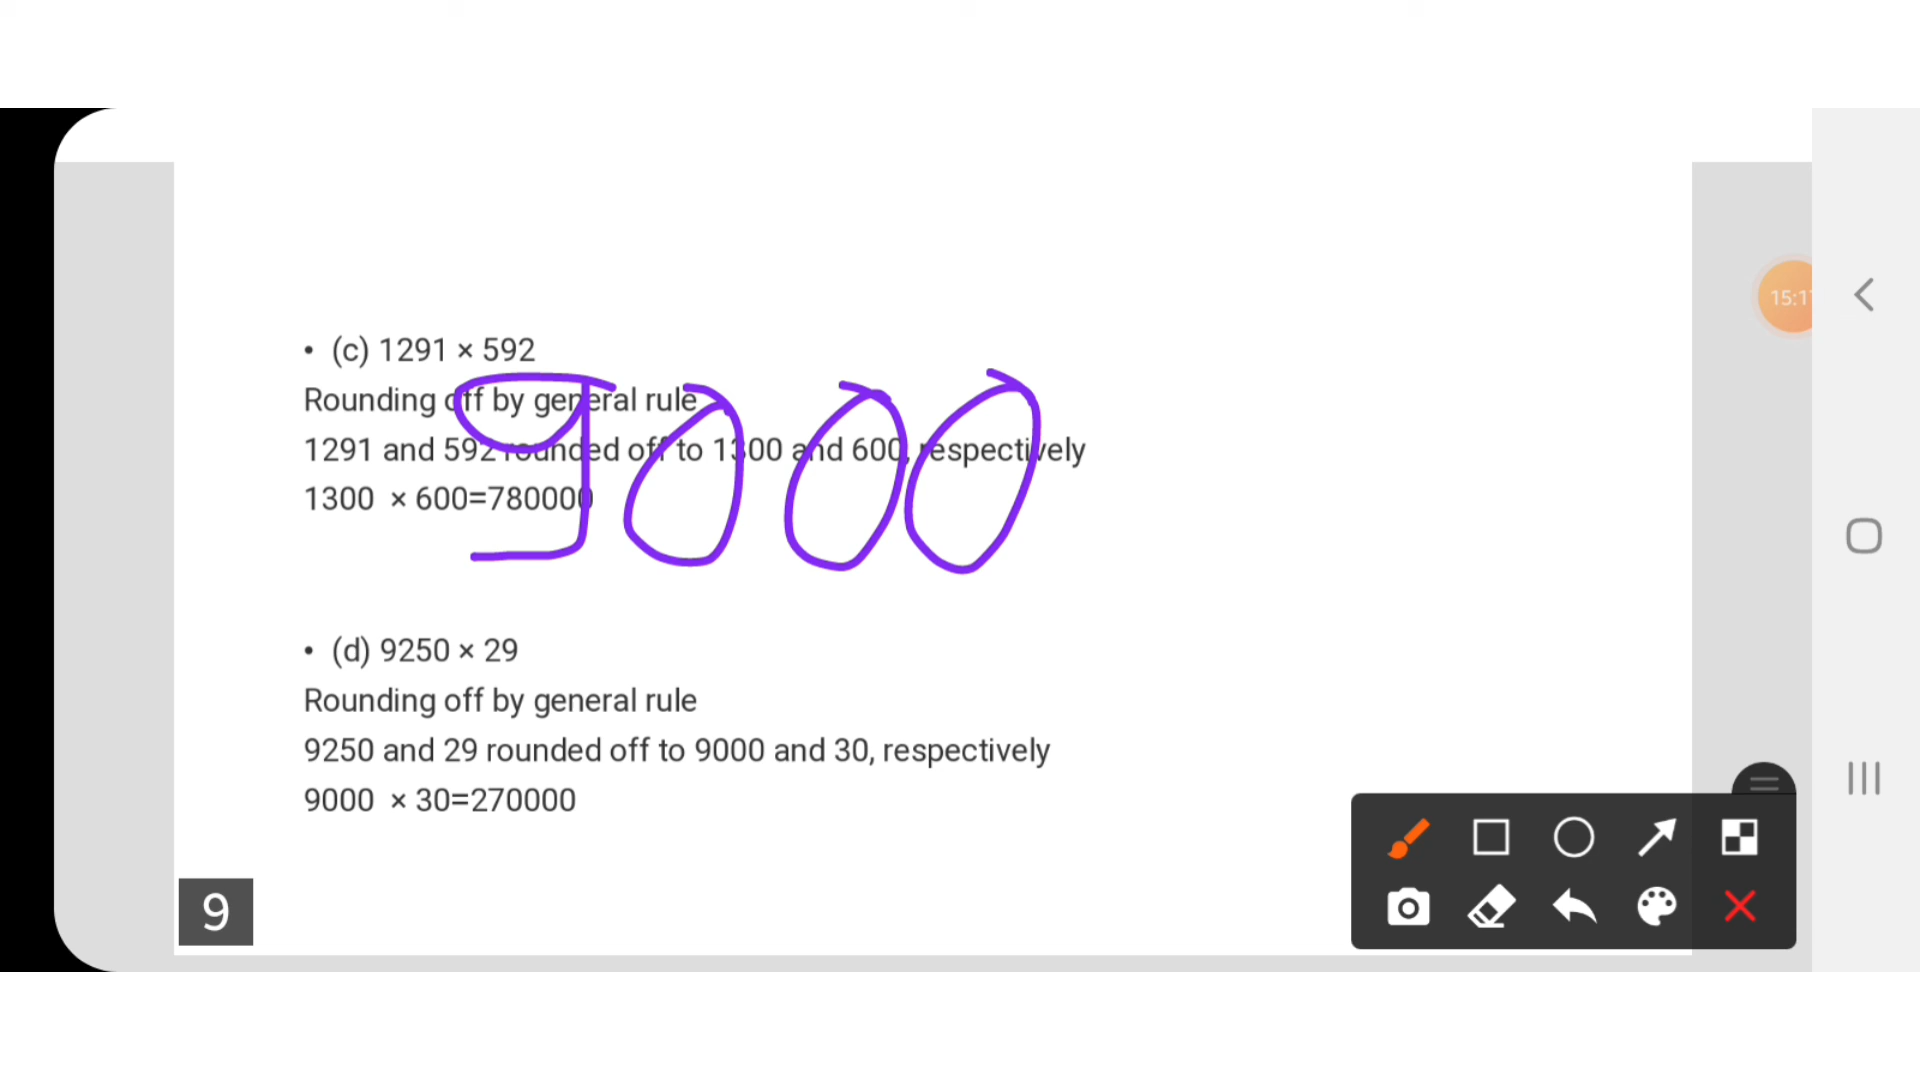 • (c) 1291 × 592
Rounding off by general rule
1291 and 592 rounded off to 1300 and 600, respectively
1300 × 600=780000
9000
• (d) 9250 × 29
Rounding off by general rule
9250 and 29 rounded off to 9000 and 30, respectively
9000 × 30=270000
9